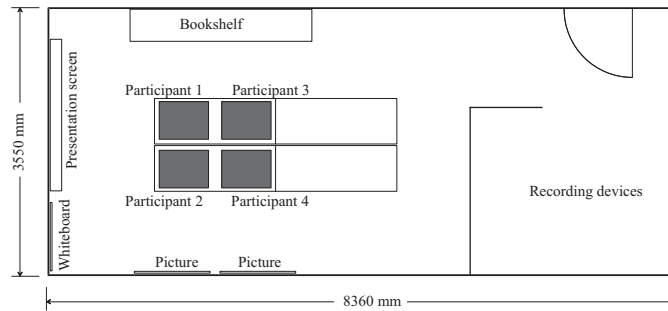 Bookshelf
Presentation screen
3550 mm
Participant 1
Participant 3
Participant 2
Participant 4
Recording devices
Whiteboard
Picture
Picture
8360 mm